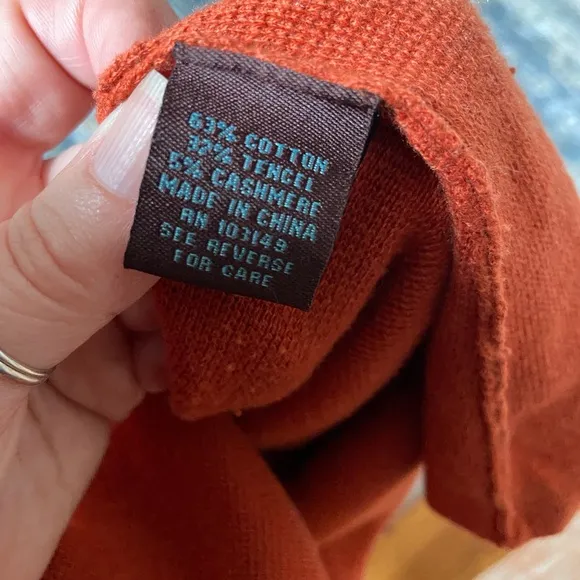 63% COTTON
32% TENCEL
5% CASHMERE
MADE IN CHINA
RN 103149
SEE REVERSE
FOR CARE